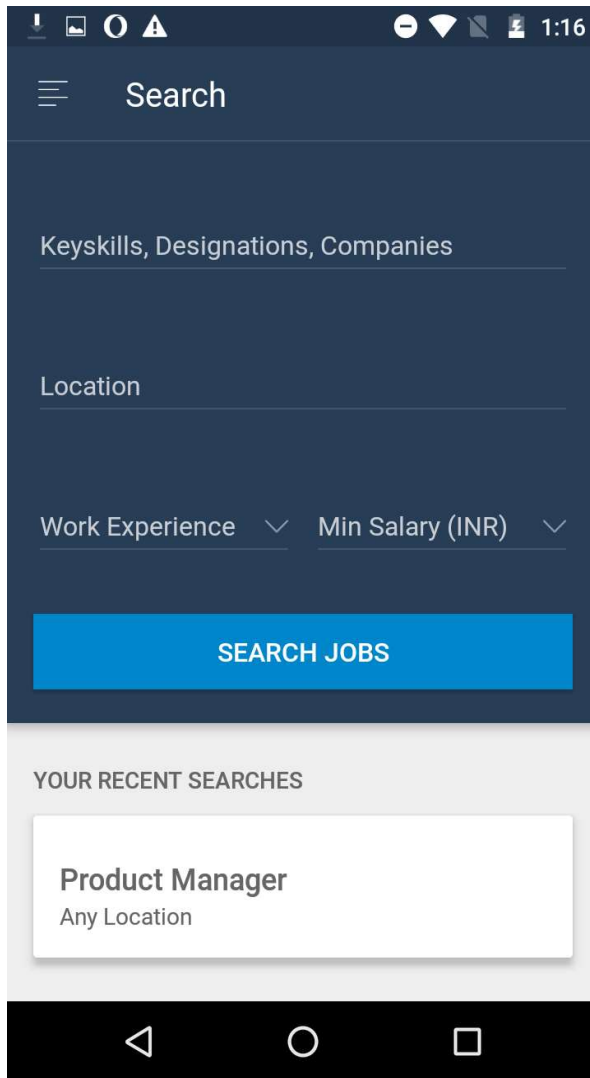 1:16
Search
Keyskills, Designations, Companies
Location
Work Experience Min Salary (INR)
SEARCH JOBS
YOUR RECENT SEARCHES
Product Manager
Any Location